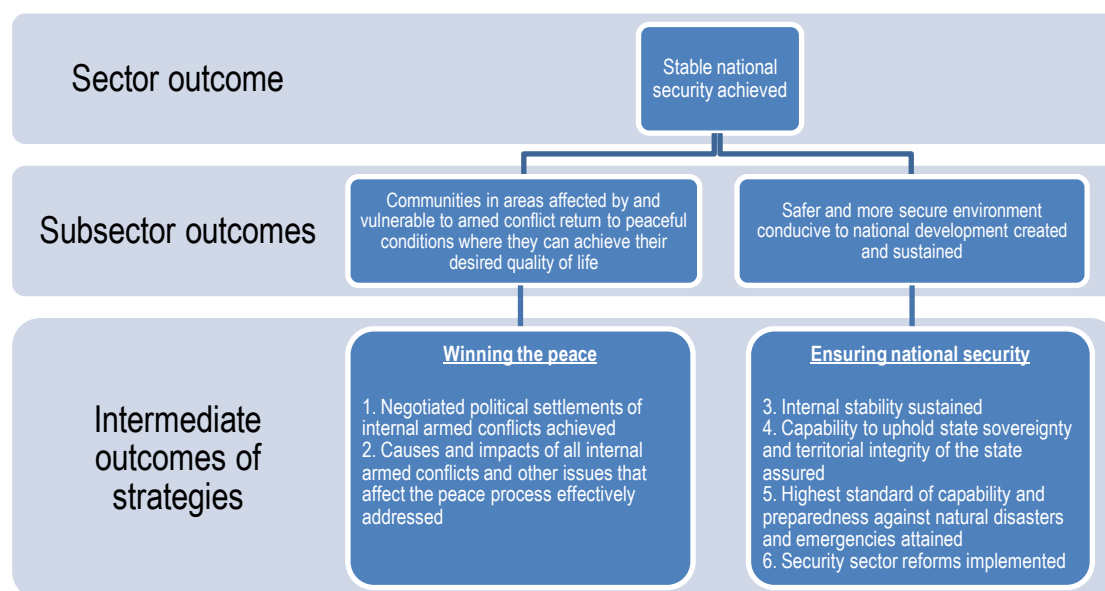 Sector outcome
Stable national
security achieved
Subsector outcomes
Communities in areas affected by and
vulnerable to armed conflict return to peaceful
conditions where they can achieve their
desired quality of life
Safer and more secure environment
conducive to national development created
and sustained
Intermediate
outcomes of
strategies
Winning the peace
1. Negotiated political settlements of
internal armed conflicts achieved
2. Causes and impacts of all internal
armed conflicts and other issues that
affect the peace process effectively
addressed
Ensuring national security
3. Internal stability sustained
4. Capability to uphold state sovereignty
and territorial integrity of the state
assured
5. Highest standard of capability and
preparedness against natural disasters
and emergencies attained
6. Security sector reforms implemented